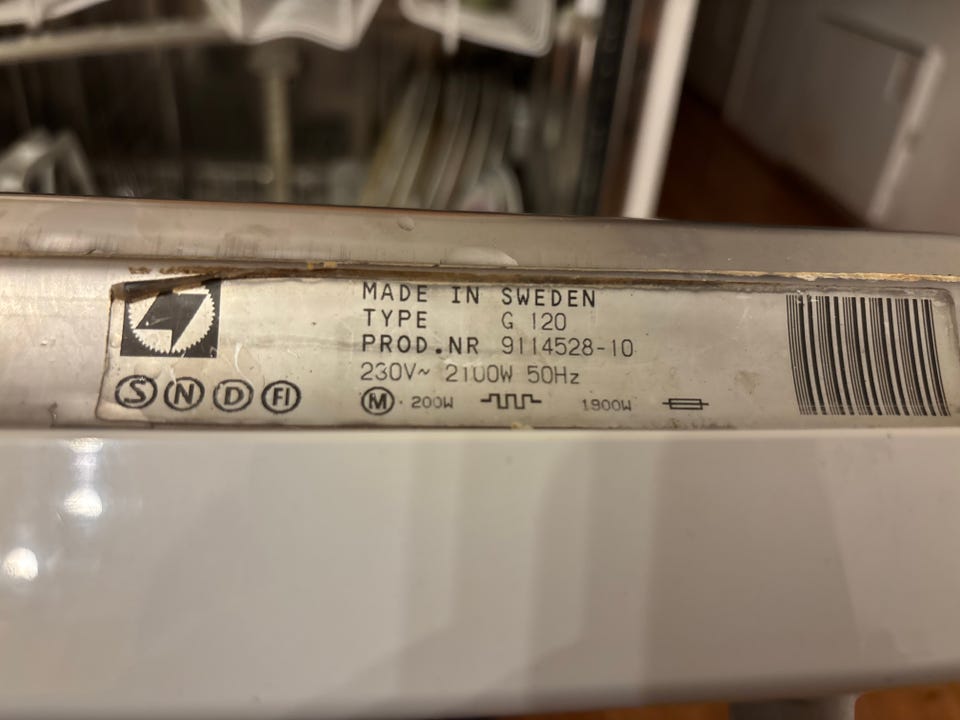 MADE IN SWEDEN
TYPE G 120
PROD.NR 9114528-10
230V~ 2100W 50Hz
S N D FI
M · 200W 1900W